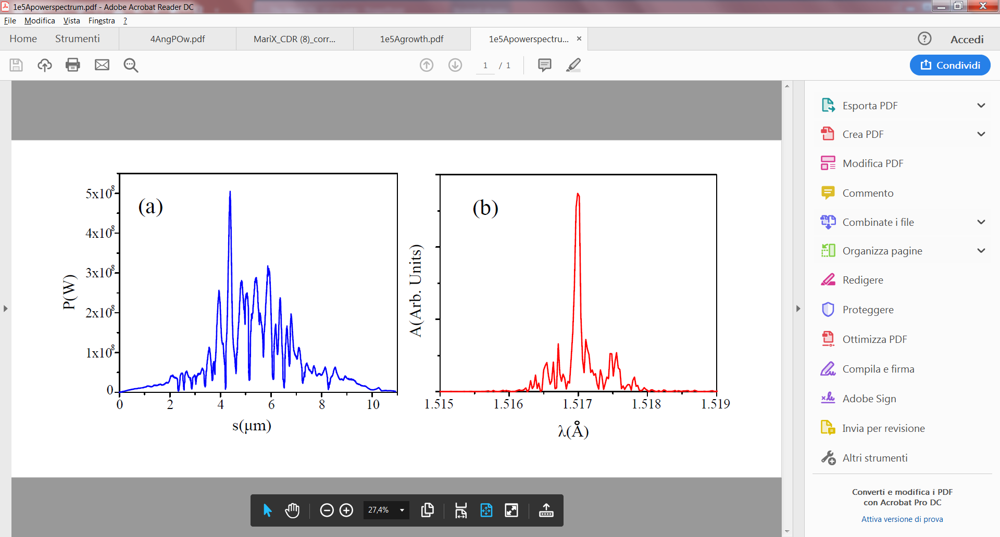 1e5Apowerspectrum.pdf - Adobe Acrobat Reader DC
File Modifica Vista Finestra ?
Home Strumenti 4AngPOw.pdf MariX_CDR (8)_corr... 1e5Agrowth.pdf 1e5Apowerspectru... × ? Accedi
1 / 1 Condividi
Esporta PDF
Crea PDF
Modifica PDF
Commento
Combinate i file
Organizza pagine
Redigere
Proteggere
Ottimizza PDF
Compila e firma
Adobe Sign
Invia per revisione
Altri strumenti
Converti e modifica i PDF
con Acrobat Pro DC
Attiva versione di prova
(a)
P(W)
5x10⁸
4x10⁸
3x10⁸
2x10⁸
1x10⁸
0
0 2 4 6 8 10
s(μm)
(b)
A(Arb. Units)
1.515 1.516 1.517 1.518 1.519
λ(Å)
27,4%